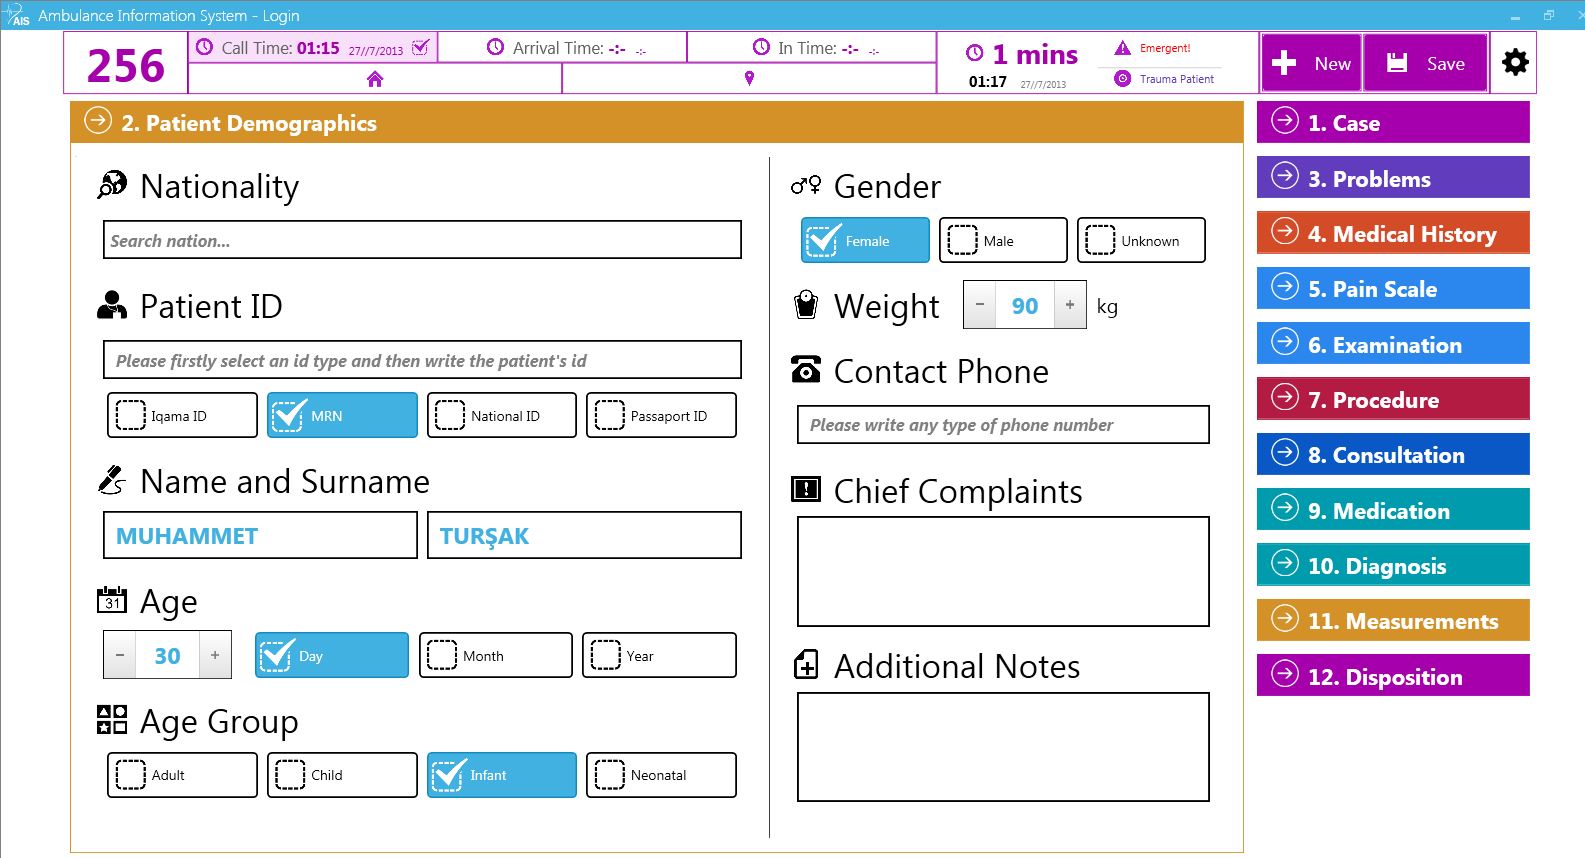 AIS Ambulance Information System - Login
256
Call Time: 01:15 27//7/2013
Arrival Time: -:- -:-
In Time: -:- -:-
1 mins
01:17 27//7/2013
Emergent!
Trauma Patient
New
Save
2. Patient Demographics
Nationality
Search nation...
Patient ID
Please firstly select an id type and then write the patient's id
Iqama ID
MRN
National ID
Passaport ID
Name and Surname
MUHAMMET
TURŞAK
31 Age
- 30 +
Day
Month
Year
Age Group
Adult
Child
Infant
Neonatal
Gender
Female
Male
Unknown
Weight - 90 + kg
Contact Phone
Please write any type of phone number
Chief Complaints
Additional Notes
1. Case
3. Problems
4. Medical History
5. Pain Scale
6. Examination
7. Procedure
8. Consultation
9. Medication
10. Diagnosis
11. Measurements
12. Disposition